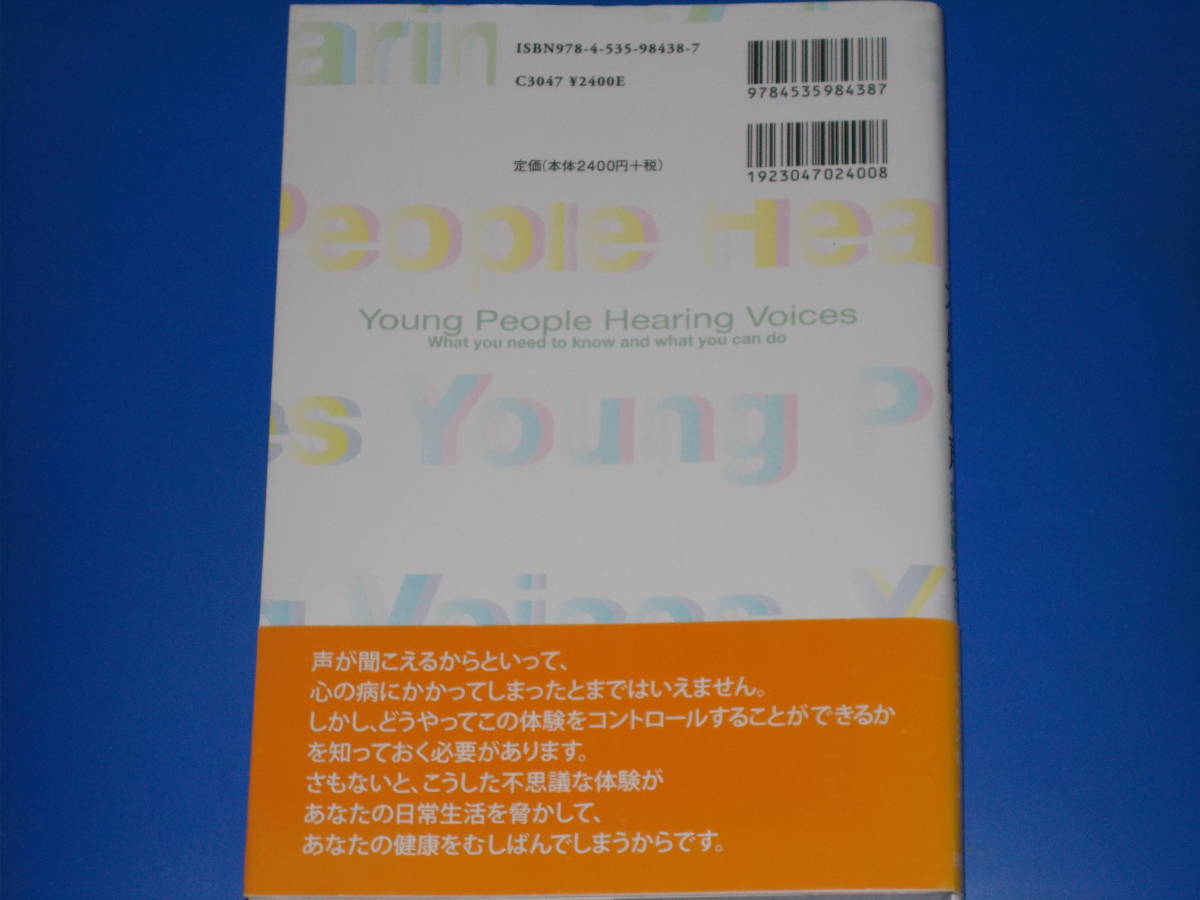 arin
ISBN978-4-535-98438-7
C3047 ¥2400E
9784535984387
定価(本体2400円+税)
1923047024008
People Hea
Young People Hearing Voices
What you need to know and what you can do
es Young P
g Voices Y
声が聞こえるからといって、
心の病にかかってしまったとまではいえません。
しかし、どうやってこの体験をコントロールすることができるか
を知っておく必要があります。
さもないと、こうした不思議な体験が
あなたの日常生活を脅かして、
あなたの健康をむしばんでしまうからです。